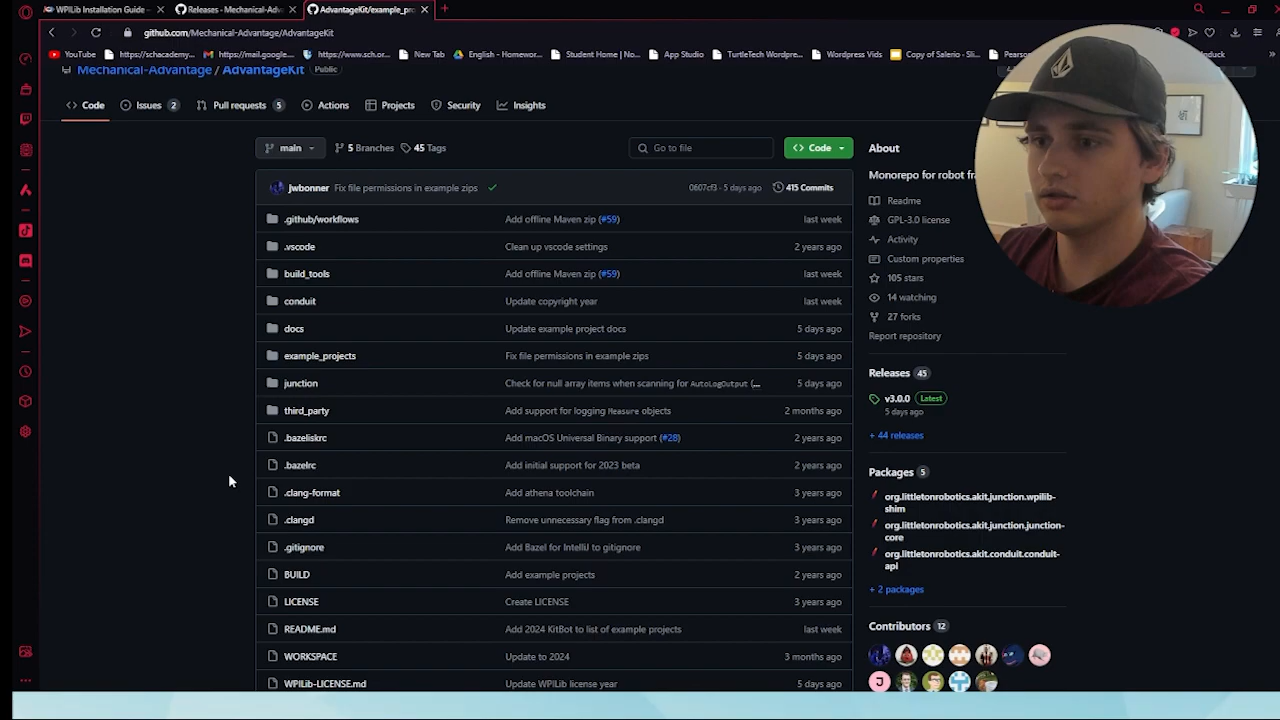 WPILib Installation Guide -
Releases - Mechanical-Adv
AdvantageKit/example_pro
github.com/Mechanical-Advantage/AdvantageKit
YouTube
https://schacademy...
https://mail.google...
https://www.sch.or...
New Tab
English - Homewor...
Student Home | No...
App Studio
TurtleTech Wordpre...
Wordpress Vids
Copy of Salerio - Sli...
Pearson
Mechanical-Advantage / AdvantageKit Public
Code
Issues 2
Pull requests 5
Actions
Projects
Security
Insights
main
5 Branches
45 Tags
Go to file
Code
Jwbonner Fix file permissions in example zips 0607cf3 · 5 days ago 415 Commits
.github/workflows Add offline Maven zip (#59) last week
.vscode Clean up vscode settings 2 years ago
build_tools Add offline Maven zip (#59) last week
conduit Update copyright year last week
docs Update example project docs 5 days ago
example_projects Fix file permissions in example zips 5 days ago
junction Check for null array items when scanning for AutoLogOutput (... 5 days ago
third_party Add support for logging Measure objects 2 months ago
.bazeliskrc Add macOS Universal Binary support (#28) 2 years ago
.bazelrc Add initial support for 2023 beta 2 years ago
.clang-format Add athena toolchain 3 years ago
.clangd Remove unnecessary flag from .clangd 3 years ago
.gitignore Add Bazel for IntelliJ to gitignore 3 years ago
BUILD Add example projects 2 years ago
LICENSE Create LICENSE 3 years ago
README.md Add 2024 KitBot to list of example projects last week
WORKSPACE Update to 2024 3 months ago
WPILib-LICENSE.md Update WPILib license year 5 days ago
About
Monorepo for robot fr
Readme
GPL-3.0 license
Activity
Custom properties
105 stars
14 watching
27 forks
Report repository
Releases 45
v3.0.0 Latest
5 days ago
+ 44 releases
Packages 5
org.littletonrobotics.akit.junction.wpilib-
shim
org.littletonrobotics.akit.junction.junction-
core
org.littletonrobotics.akit.conduit.conduit-
api
+ 2 packages
Contributors 12
J